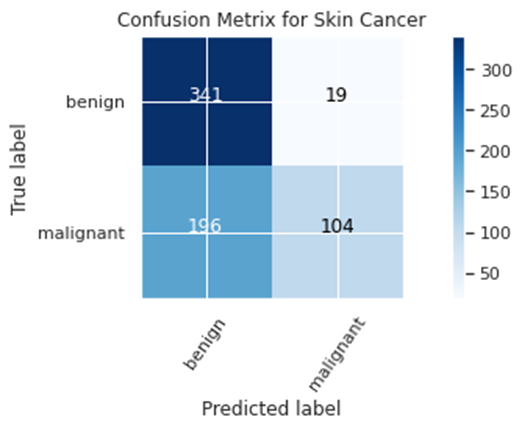 Confusion Metrix for Skin Cancer
True label
benign
341
19
malignant
196
104
benign
malignant
Predicted label
300
250
200
150
100
50